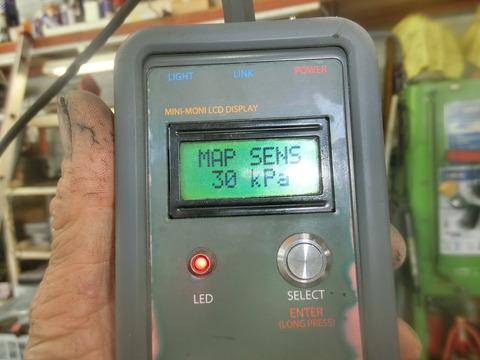 LIGHT LINK POWER
MINI-MONI LCD DISPLAY
MAP SENS
30 kPa
LED SELECT
ENTER
(LONG PRESS)